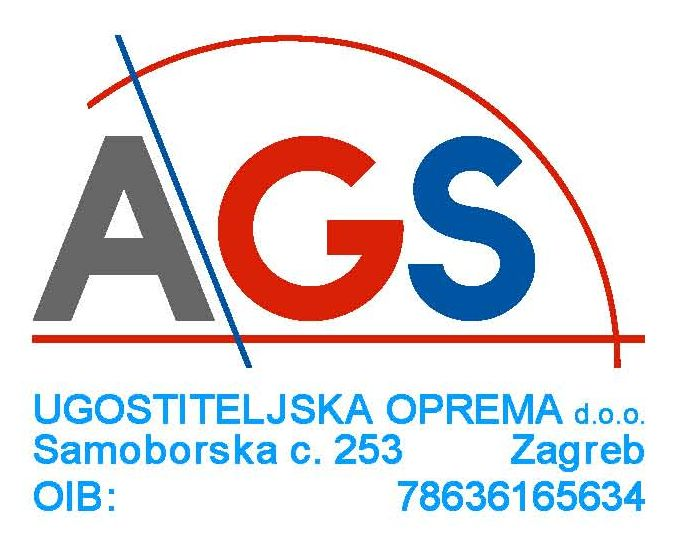 AGS
UGOSTITELJSKA OPREMA d.o.o.
Samoborska c. 253 Zagreb
OIB: 78636165634